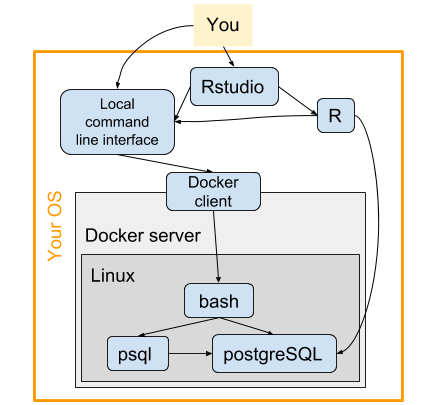 You
Rstudio
Local
command
line interface
R
Docker
client
Your OS
Docker server
Linux
bash
psql
postgreSQL